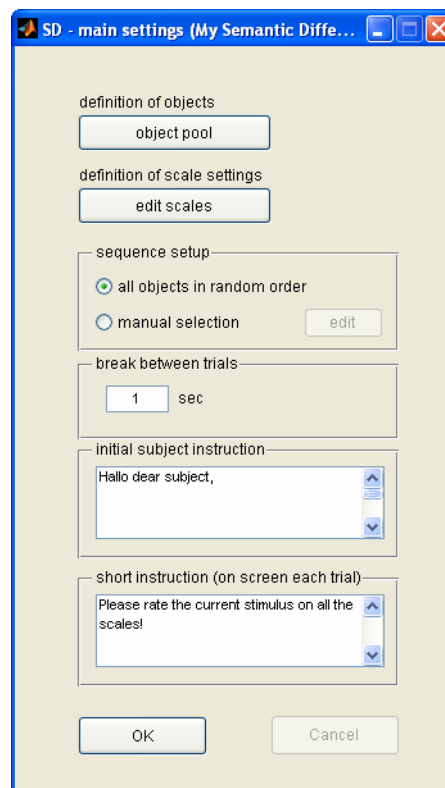 SD - main settings (My Semantic Diffe...
definition of objects
object pool
definition of scale settings
edit scales
sequence setup
all objects in random order
manual selection
edit
break between trials
1 sec
initial subject instruction
Hallo dear subject,
short instruction (on screen each trial)
Please rate the current stimulus on all the
scales!
OK
Cancel